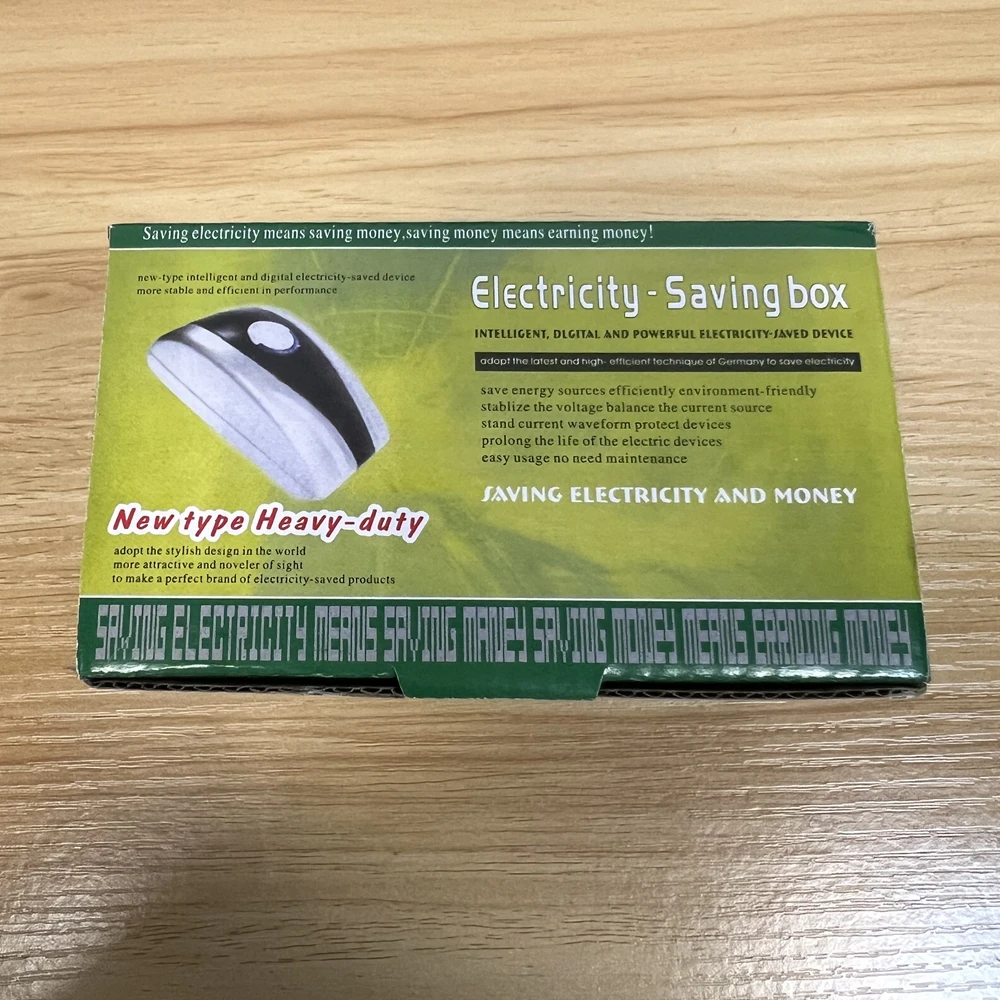 Saving electricity means saving money,saving money means earning money!
new-type intelligent and digital electricity-saved device
more stable and efficient in performance
Electricity-Saving box
INTELLIGENT, DLGITAL AND POWERFUL ELECTRICITY-SAVED DEVICE
adopt the latest and high- efficient technique of Germany to save electricity
save energy sources efficiently environment-friendly
stablize the voltage balance the current source
stand current waveform protect devices
prolong the life of the electric devices
easy usage no need maintenance
SAVING ELECTRICITY AND MONEY
New type Heavy-duty
adopt the stylish design in the world
more attractive and noveler of sight
to make a perfect brand of electricity-saved products
SAVING ELECTRICITY MEANS SAVING MANEY SAVING MONEY MEANS EARNING MONEY